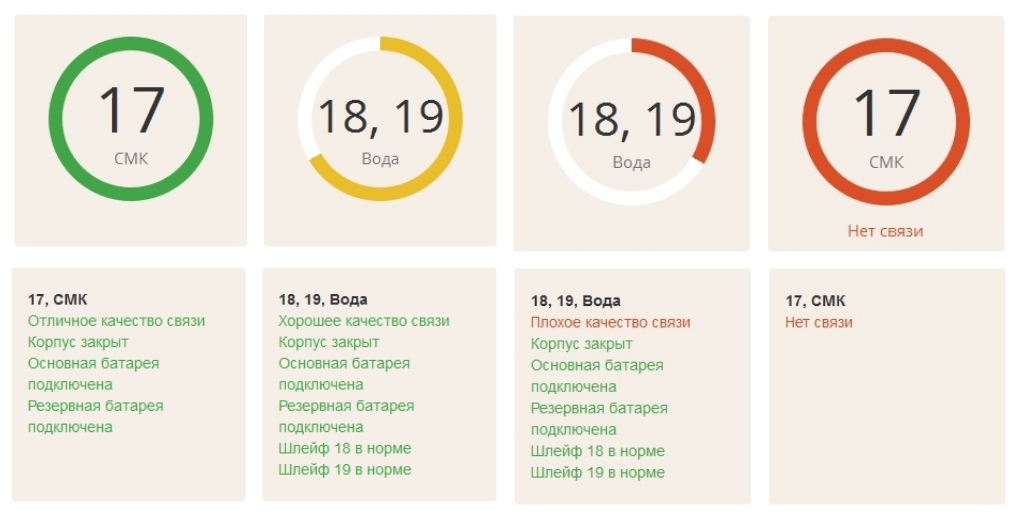 17
СМК
18, 19
Вода
18, 19
Вода
17
СМК
Нет связи
17, СМК
Отличное качество связи
Корпус закрыт
Основная батарея
подключена
Резервная батарея
подключена
18, 19, Вода
Хорошее качество связи
Корпус закрыт
Основная батарея
подключена
Резервная батарея
подключена
Шлейф 18 в норме
Шлейф 19 в норме
18, 19, Вода
Плохое качество связи
Корпус закрыт
Основная батарея
подключена
Резервная батарея
подключена
Шлейф 18 в норме
Шлейф 19 в норме
17, СМК
Нет связи